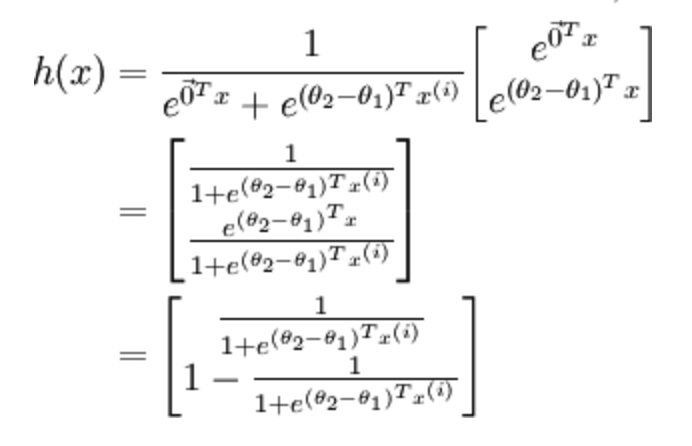 h(x) = \frac{1}{e^{\vec{0}^T x} + e^{(\theta_2-\theta_1)^T x^{(i)}}} \begin{bmatrix} e^{\vec{0}^T x} \\ e^{(\theta_2-\theta_1)^T x} \end{bmatrix}
= \begin{bmatrix} \frac{1}{1+e^{(\theta_2-\theta_1)^T x^{(i)}}} \\ \frac{e^{(\theta_2-\theta_1)^T x}}{1+e^{(\theta_2-\theta_1)^T x^{(i)}}} \end{bmatrix}
= \begin{bmatrix} \frac{1}{1+e^{(\theta_2-\theta_1)^T x^{(i)}}} \\ 1 - \frac{1}{1+e^{(\theta_2-\theta_1)^T x^{(i)}}} \end{bmatrix}